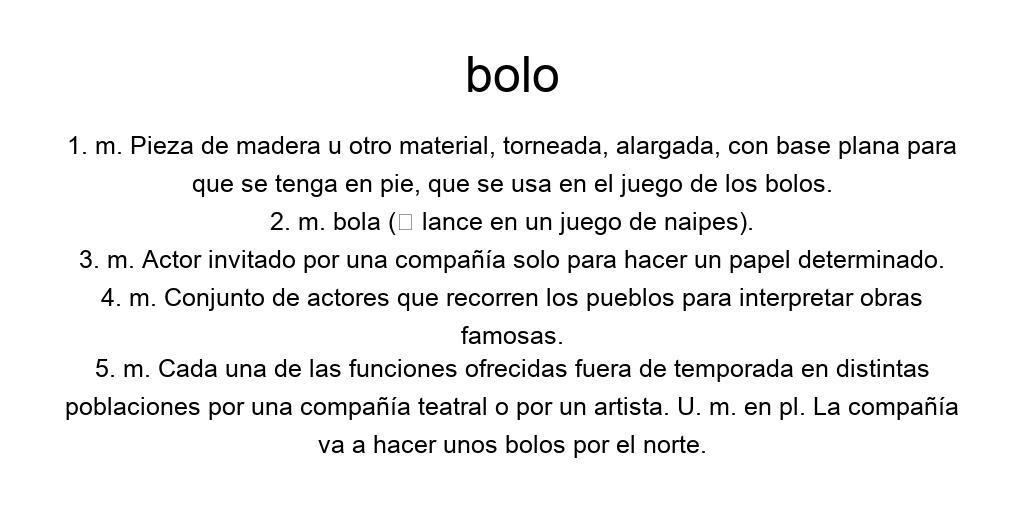 bolo
1. m. Pieza de madera u otro material, torneada, alargada, con base plana para
que se tenga en pie, que se usa en el juego de los bolos.
2. m. bola (□ lance en un juego de naipes).
3. m. Actor invitado por una compañía solo para hacer un papel determinado.
4. m. Conjunto de actores que recorren los pueblos para interpretar obras
famosas.
5. m. Cada una de las funciones ofrecidas fuera de temporada en distintas
poblaciones por una compañía teatral o por un artista. U. m. en pl. La compañía
va a hacer unos bolos por el norte.